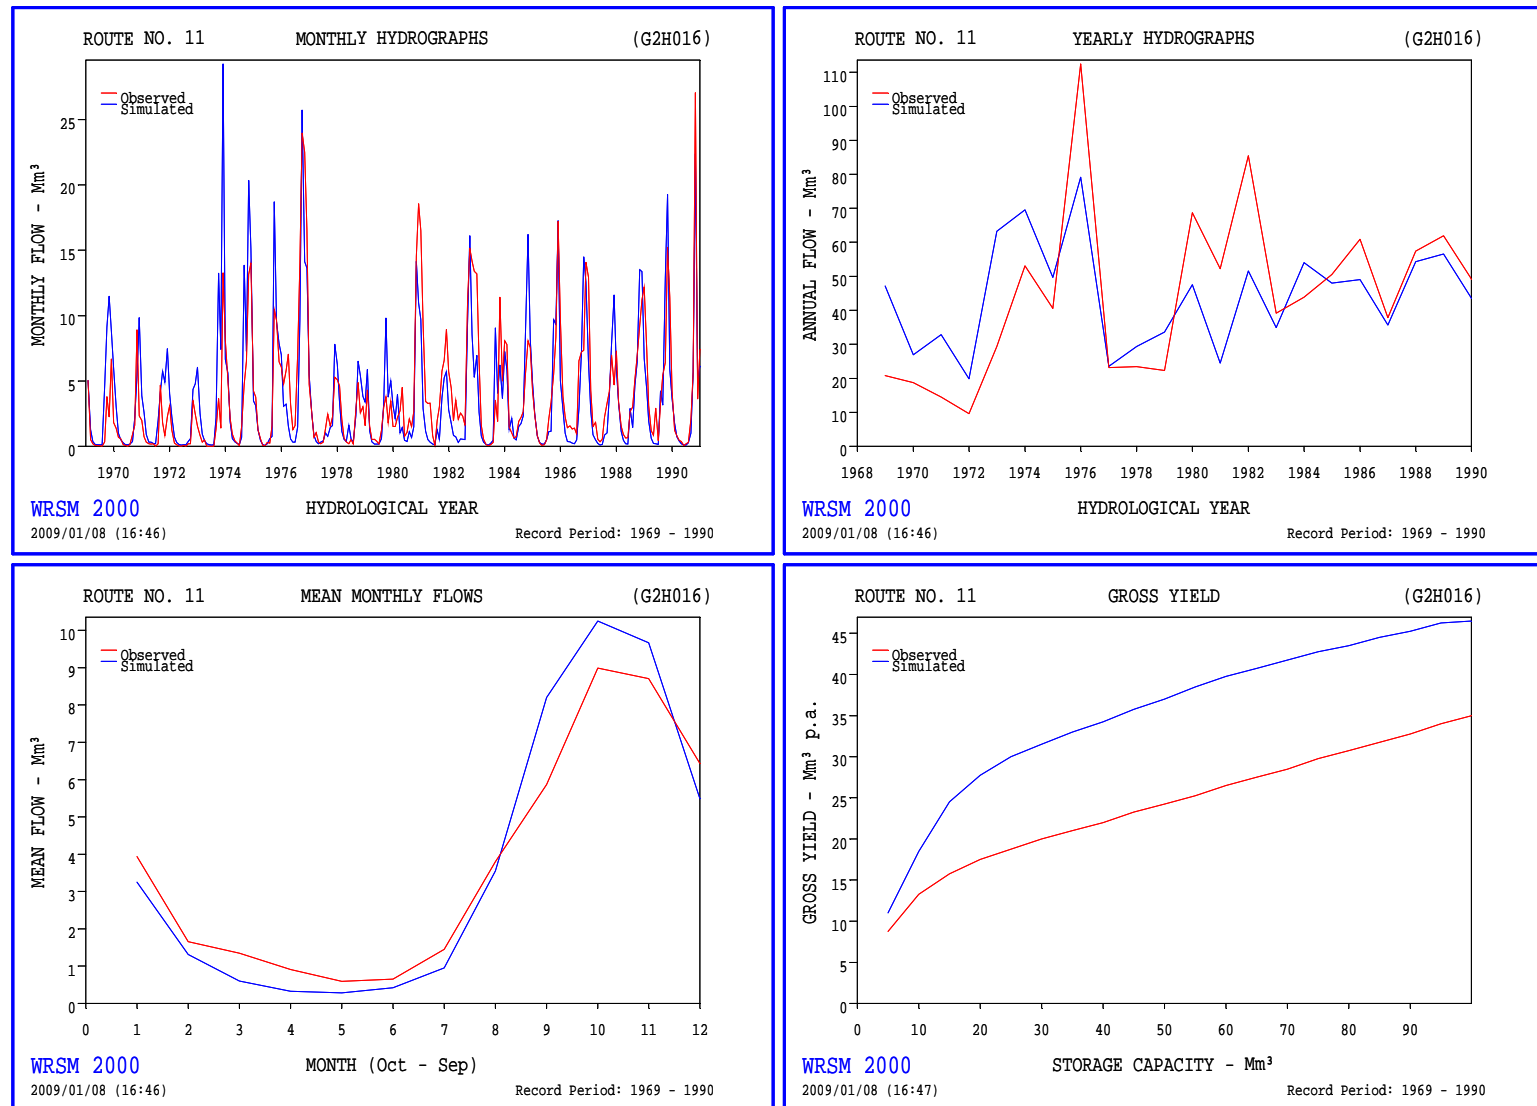 ROUTE NO. 11 MONTHLY HYDROGRAPHS (G2H016)
Observed
Simulated
MONTHLY FLOW - Mm³
25
20
15
10
5
0
1970 1972 1974 1976 1978 1980 1982 1984 1986 1988 1990
WRSM 2000 HYDROLOGICAL YEAR
2009/01/08 (16:46) Record Period: 1969 - 1990
ROUTE NO. 11 YEARLY HYDROGRAPHS (G2H016)
Observed
Simulated
ANNUAL FLOW - Mm³
110
100
90
80
70
60
50
40
30
20
10
0
1968 1970 1972 1974 1976 1978 1980 1982 1984 1986 1988 1990
WRSM 2000 HYDROLOGICAL YEAR
2009/01/08 (16:46) Record Period: 1969 - 1990
ROUTE NO. 11 MEAN MONTHLY FLOWS (G2H016)
Observed
Simulated
MEAN FLOW - Mm³
10
9
8
7
6
5
4
3
2
1
0
0 1 2 3 4 5 6 7 8 9 10 11 12
WRSM 2000 MONTH (Oct - Sep)
2009/01/08 (16:46) Record Period: 1969 - 1990
ROUTE NO. 11 GROSS YIELD (G2H016)
Observed
Simulated
GROSS YIELD - Mm³ p.a.
45
40
35
30
25
20
15
10
5
0
0 10 20 30 40 50 60 70 80 90
WRSM 2000 STORAGE CAPACITY - Mm³
2009/01/08 (16:47) Record Period: 1969 - 1990